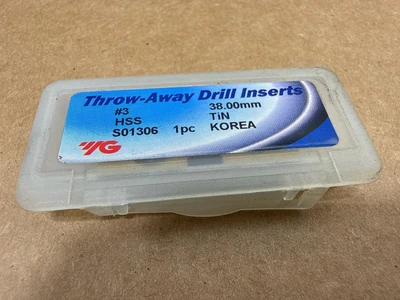 Throw-Away Drill Inserts
#3 38.00mm
HSS TiN
S01306 1pc KOREA
YG